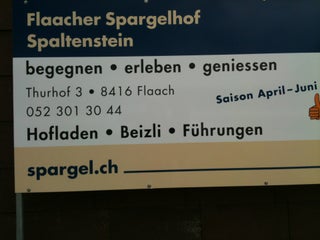 Flaacher Spargelhof
Spaltenstein
begegnen • erleben • geniessen
Thurhof 3 • 8416 Flaach
052 301 30 44
Saison April–Juni
Hofladen • Beizli • Führungen
spargel.ch